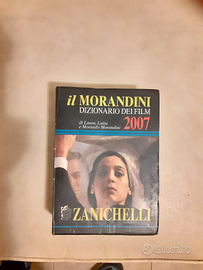 il MORANDINI
DIZIONARIO DEI FILM
2007
di Laura, Luisa
e Morando Morandini
ZANICHELLI